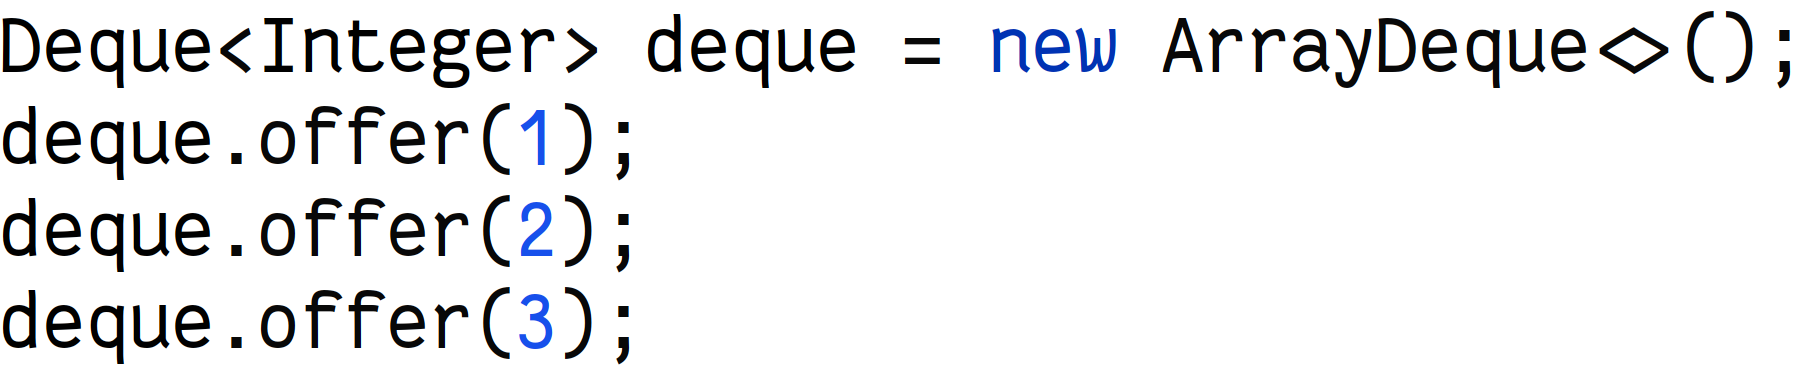 Deque<Integer> deque = new ArrayDeque<>();
deque.offer(1);
deque.offer(2);
deque.offer(3);